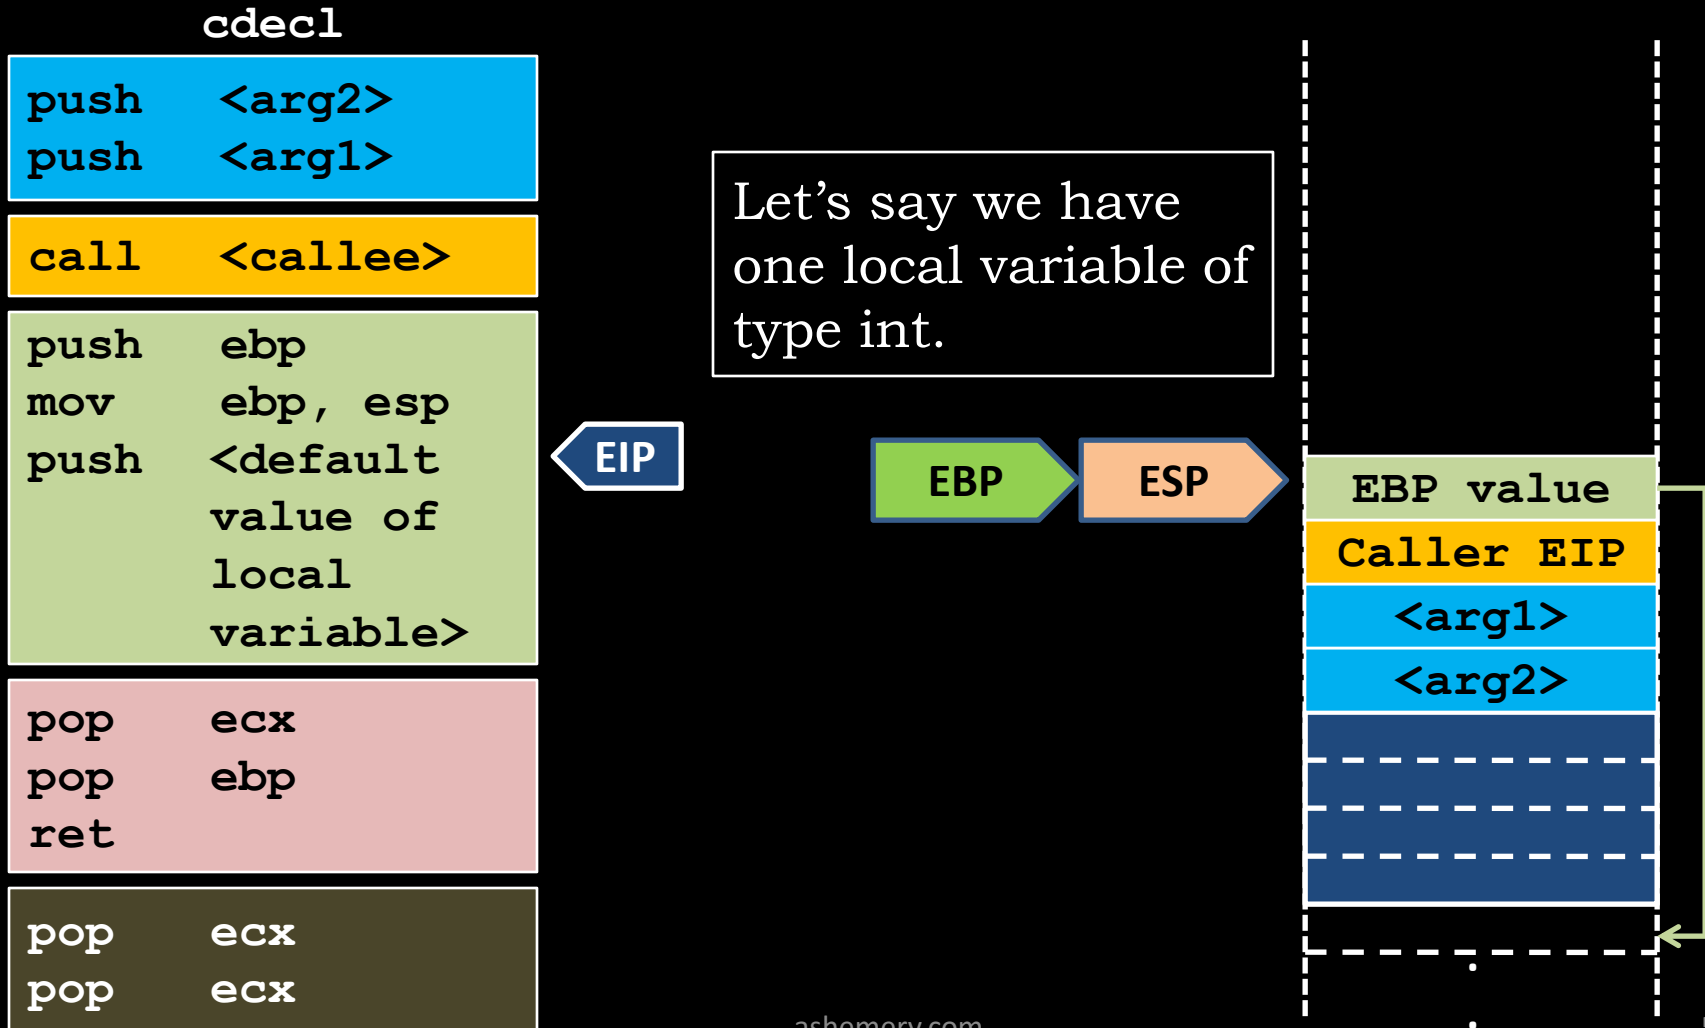 cdecl
push <arg2>
push <arg1>
call <callee>
push ebp
mov ebp, esp
push <default
value of
local
variable>
pop ecx
pop ebp
ret
pop ecx
pop ecx
Let’s say we have
one local variable of
type int.
EIP
EBP
ESP
EBP value
Caller EIP
<arg1>
<arg2>
ashemery.com